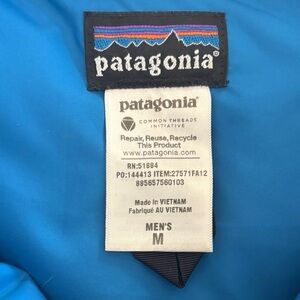 patagonia®
patagonia®
COMMON THREADS
INITIATIVE
Repair, Reuse, Recycle
This Product
www.patagonia.com
RN:51884
PO:144413 ITEM:27571FA12
885657560103
Made in VIETNAM
Fabriqué AU VIETNAM
MEN'S
M